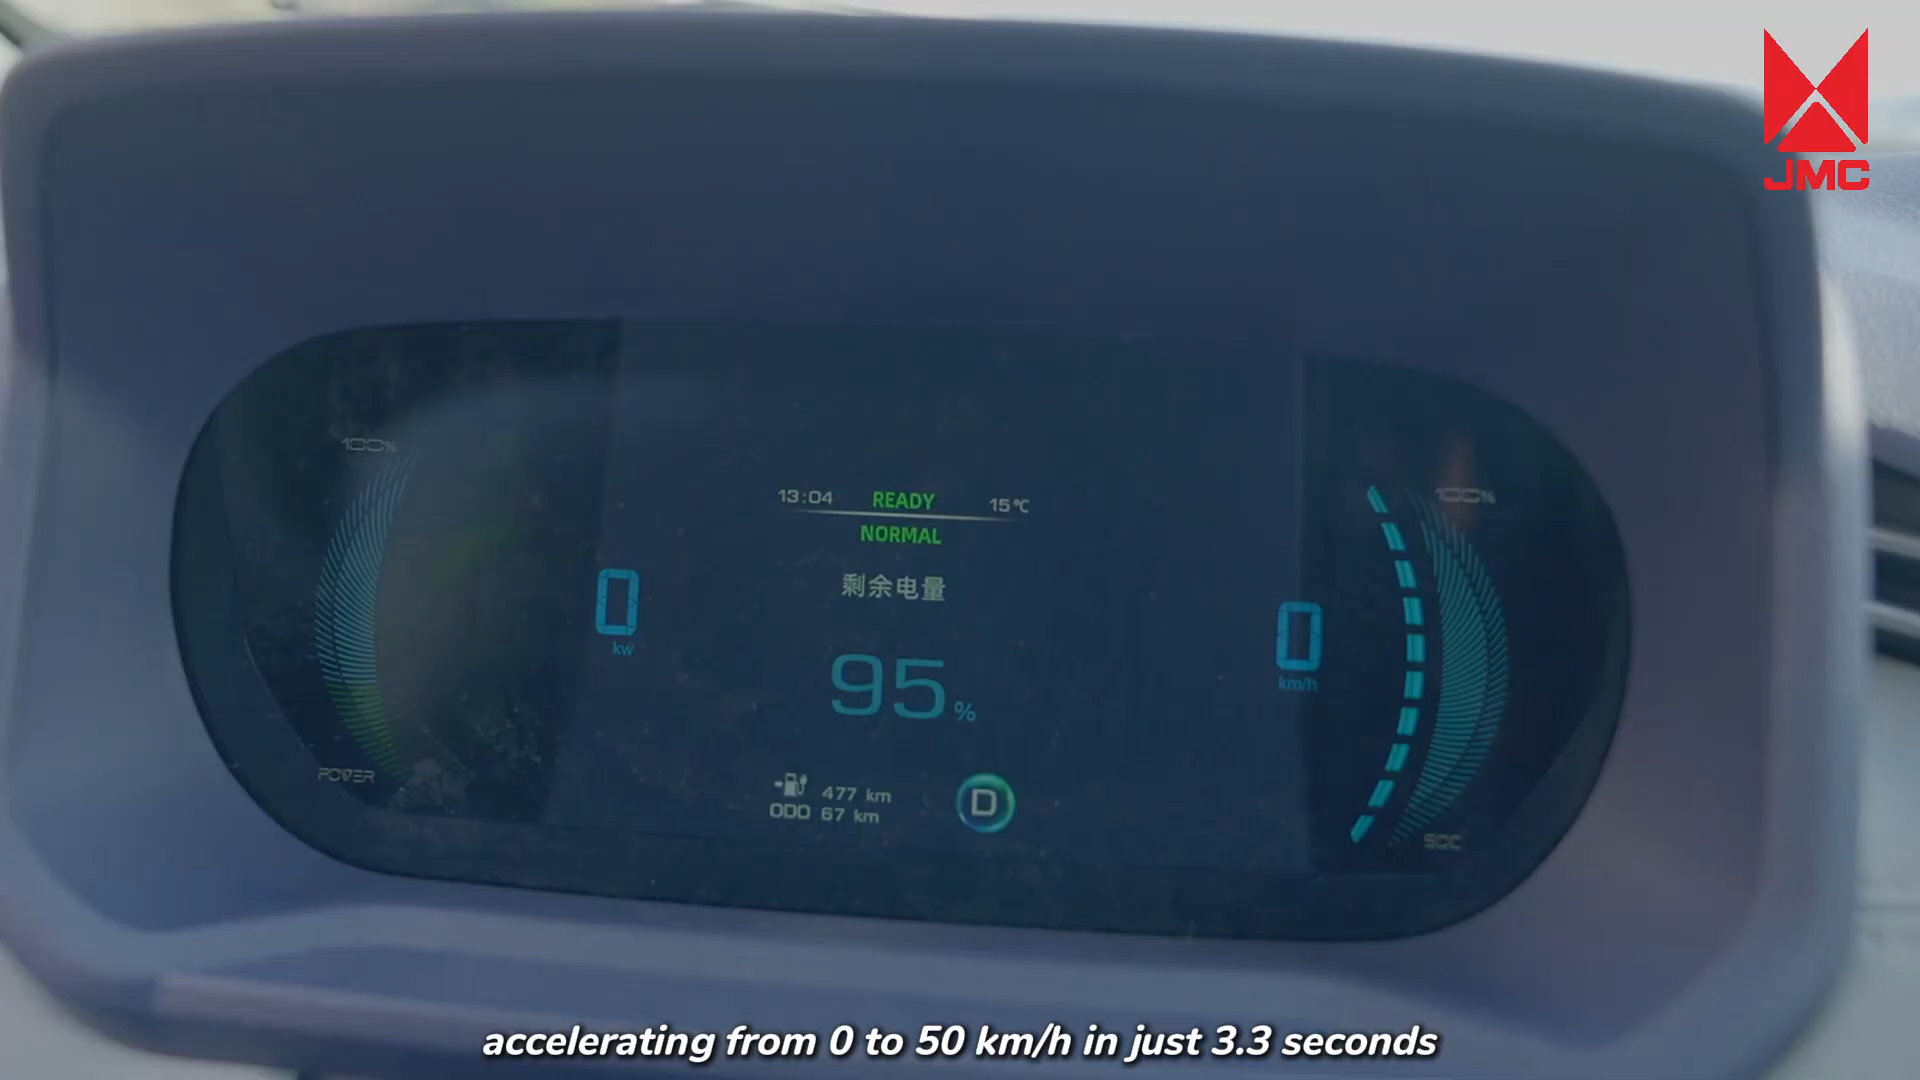 JMC
100%
100%
13:04 READY 15℃
NORMAL
剩余电量
0
kw
0
km/h
95%
POWER
477 km
ODO 67 km
D
SOC
accelerating from 0 to 50 km/h in just 3.3 seconds